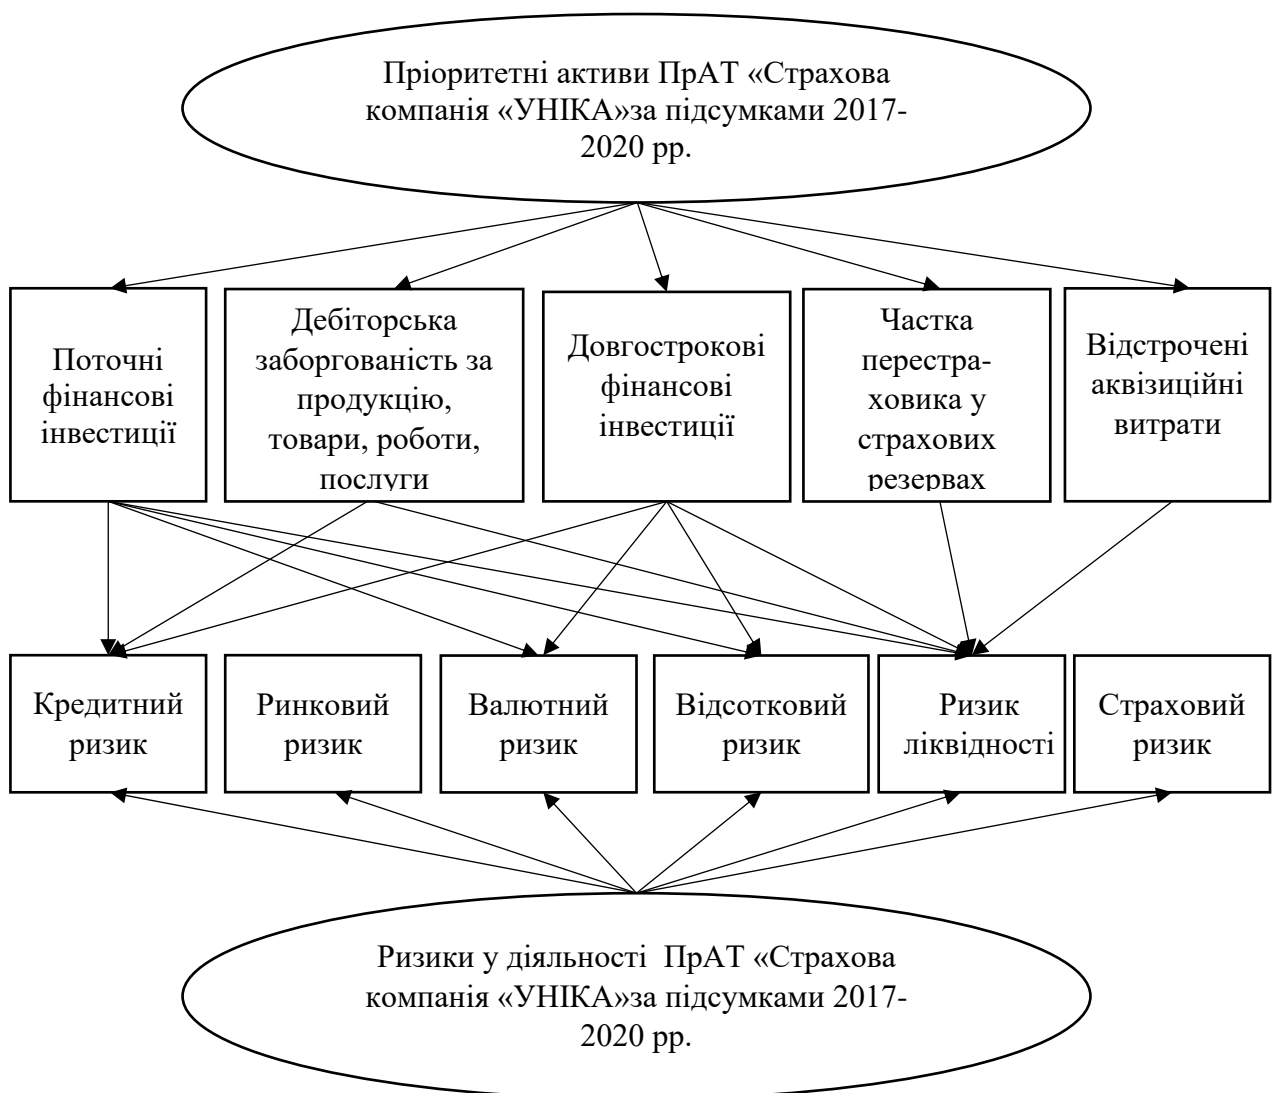 Пріоритетні активи ПрАТ «Страхова
компанія «УНІКА»за підсумками 2017-
2020 рр.
Поточні
фінансові
інвестиції
Дебіторська
заборгованість за
продукцію,
товари, роботи,
послуги
Довгострокові
фінансові
інвестиції
Частка
перестра-
ховика у
страхових
резервах
Відстрочені
аквізиційні
витрати
Кредитний
ризик
Ринковий
ризик
Валютний
ризик
Відсотковий
ризик
Ризик
ліквідності
Страховий
ризик
Ризики у діяльності  ПрАТ «Страхова
компанія «УНІКА»за підсумками 2017-
2020 рр.